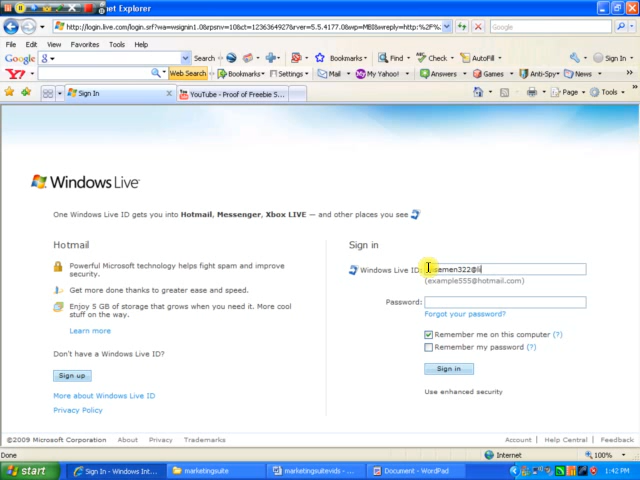 et Explorer
http://login.live.com/login.srf?wa=wsignin1.0&rpsnv=10&ct=1236364927&rver=5.5.4177.0&wp=MBI&wreply=http:%2F%
File Edit View Favorites Tools Help
Google Search Bookmarks Find Check AutoFill Sign In
Y! Web Search Bookmarks Settings Mail My Yahoo! Answers Games Anti-Spy News
Sign In YouTube - Proof of Freebie S... Page Tools
Windows Live
One Windows Live ID gets you into Hotmail, Messenger, Xbox LIVE — and other places you see
Hotmail
Powerful Microsoft technology helps fight spam and improve
security.
Get more done thanks to greater ease and speed.
Enjoy 5 GB of storage that grows when you need it. More cool
stuff on the way.
Learn more
Don't have a Windows Live ID?
Sign up
More about Windows Live ID
Privacy Policy
Sign in
Windows Live ID:
(example555@hotmail.com)
Password:
Forgot your password?
Remember me on this computer (?)
Remember my password (?)
Sign in
Use enhanced security
©2009 Microsoft Corporation About Privacy Trademarks Account Help Central Feedback
Done Internet 100%
start Sign In - Windows Int... marketingsuite marketingsuitevids - ... Document - WordPad 1:42 PM